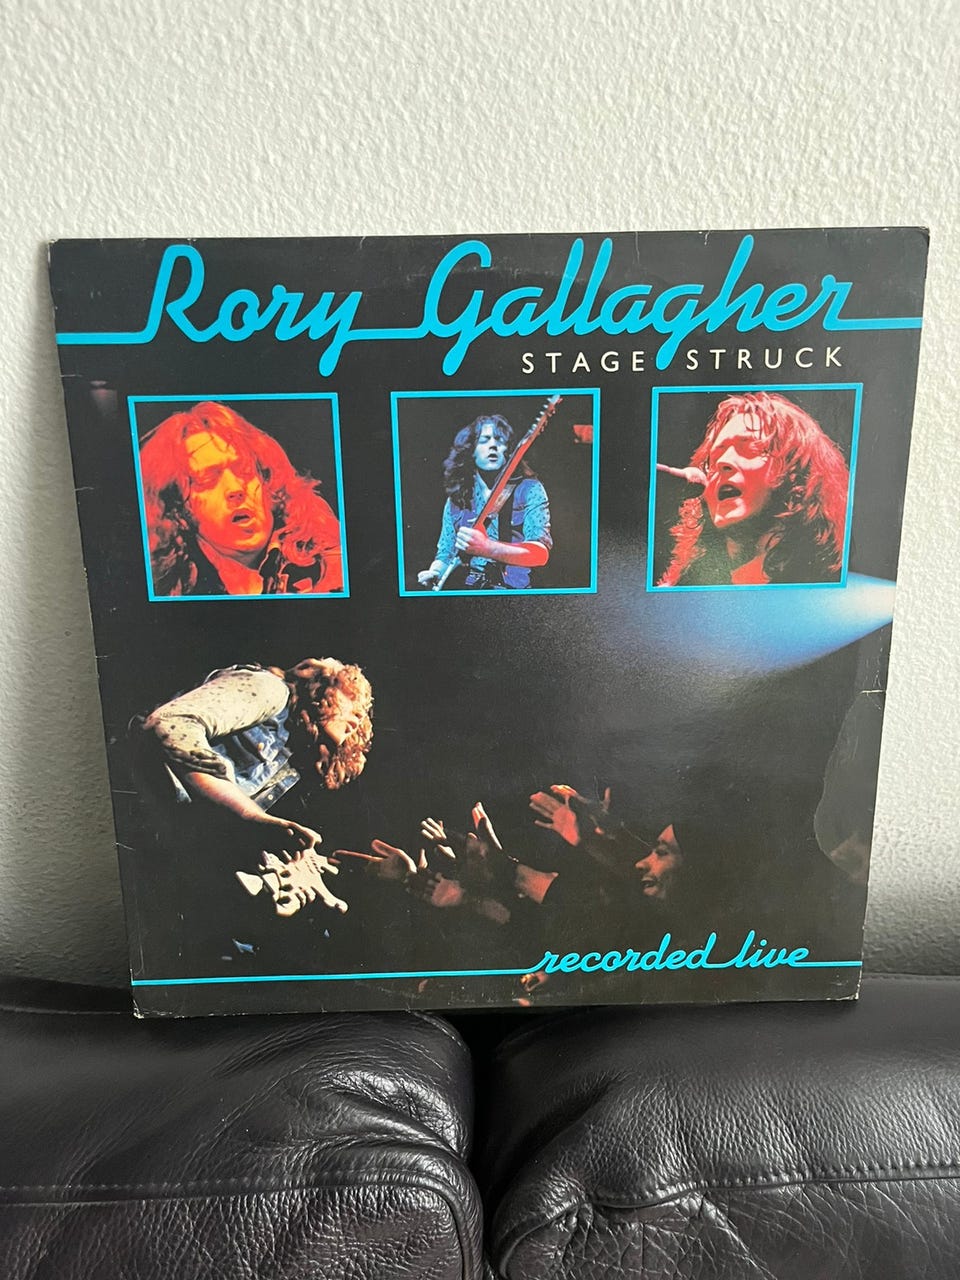 Rory Gallagher
STAGE STRUCK
recorded live